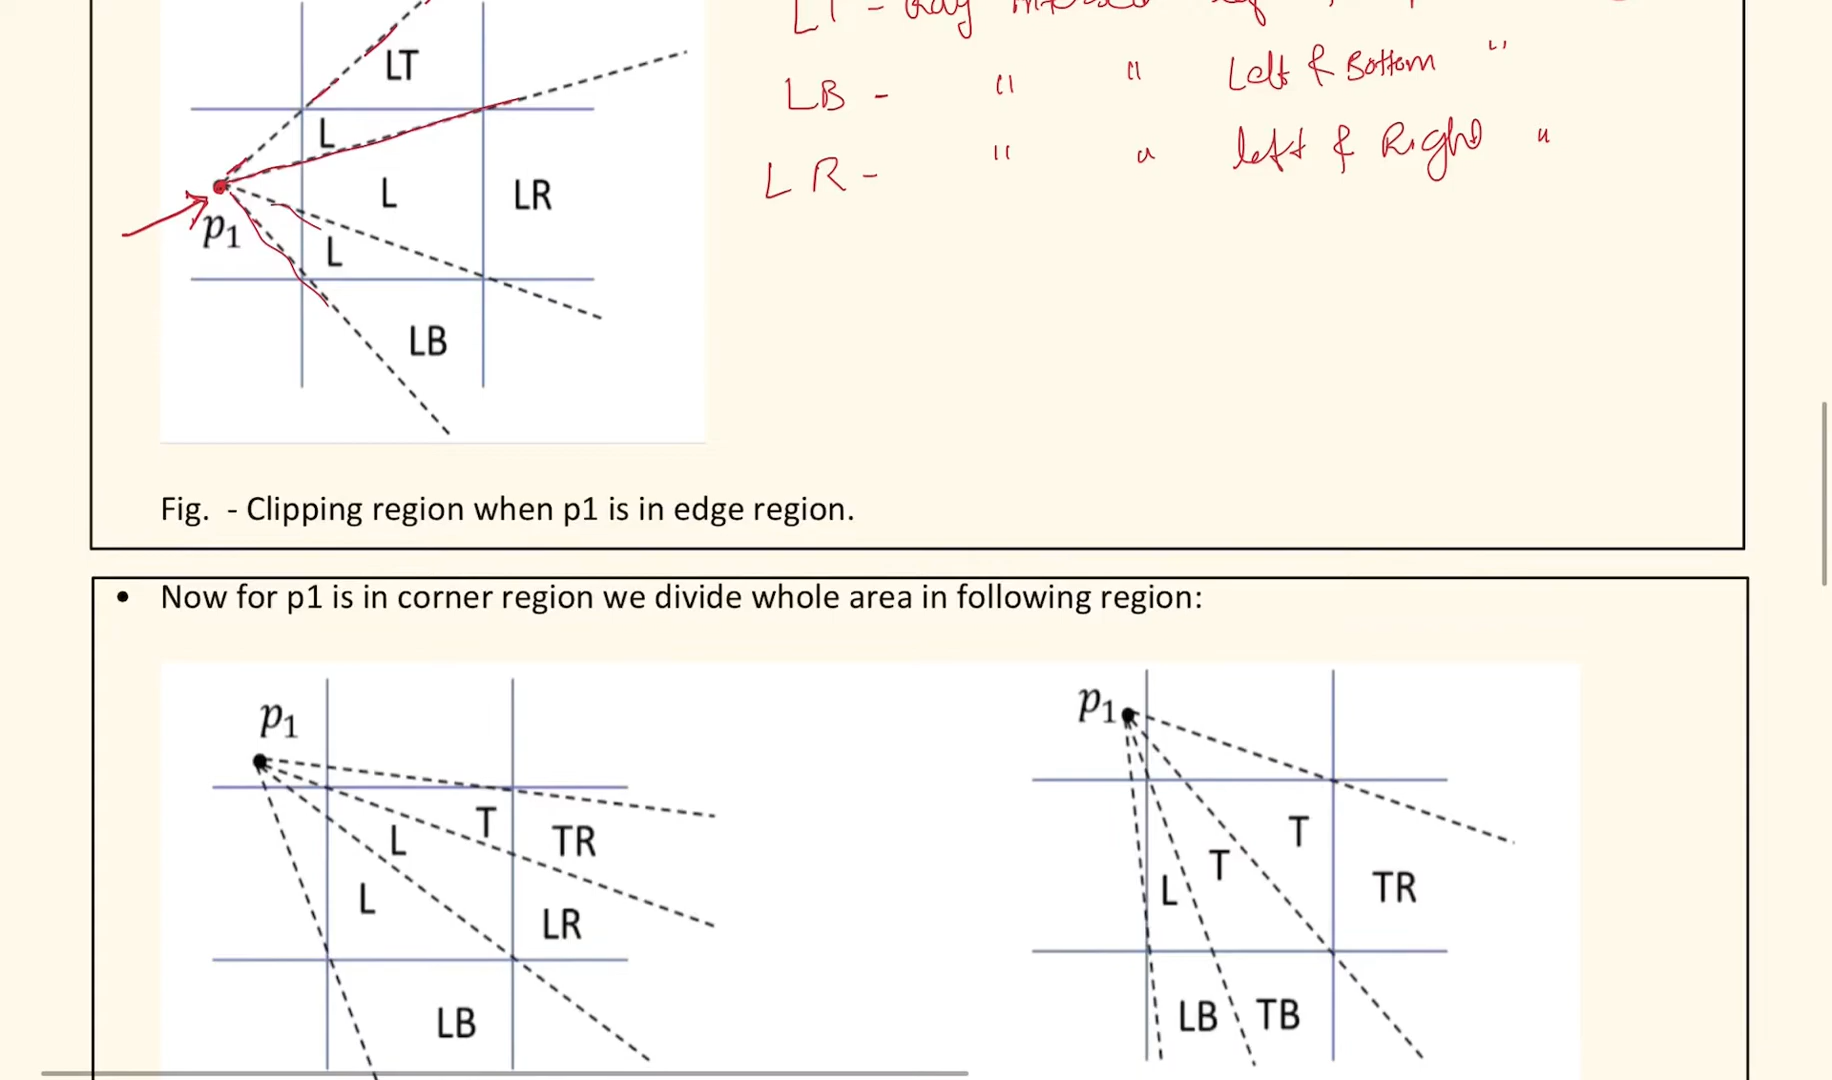 LT - Ray
LT
LB - " " Left & Bottom "
L
LR - " " left & Right "
L
LR
p1
L
LB
Fig. - Clipping region when p1 is in edge region.
• Now for p1 is in corner region we divide whole area in following region:
p1
T
L
TR
L
LR
LB
p1
T
T
L
TR
LB
TB